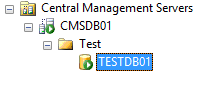 Central Management Servers
CMSDB01
Test
TESTDB01